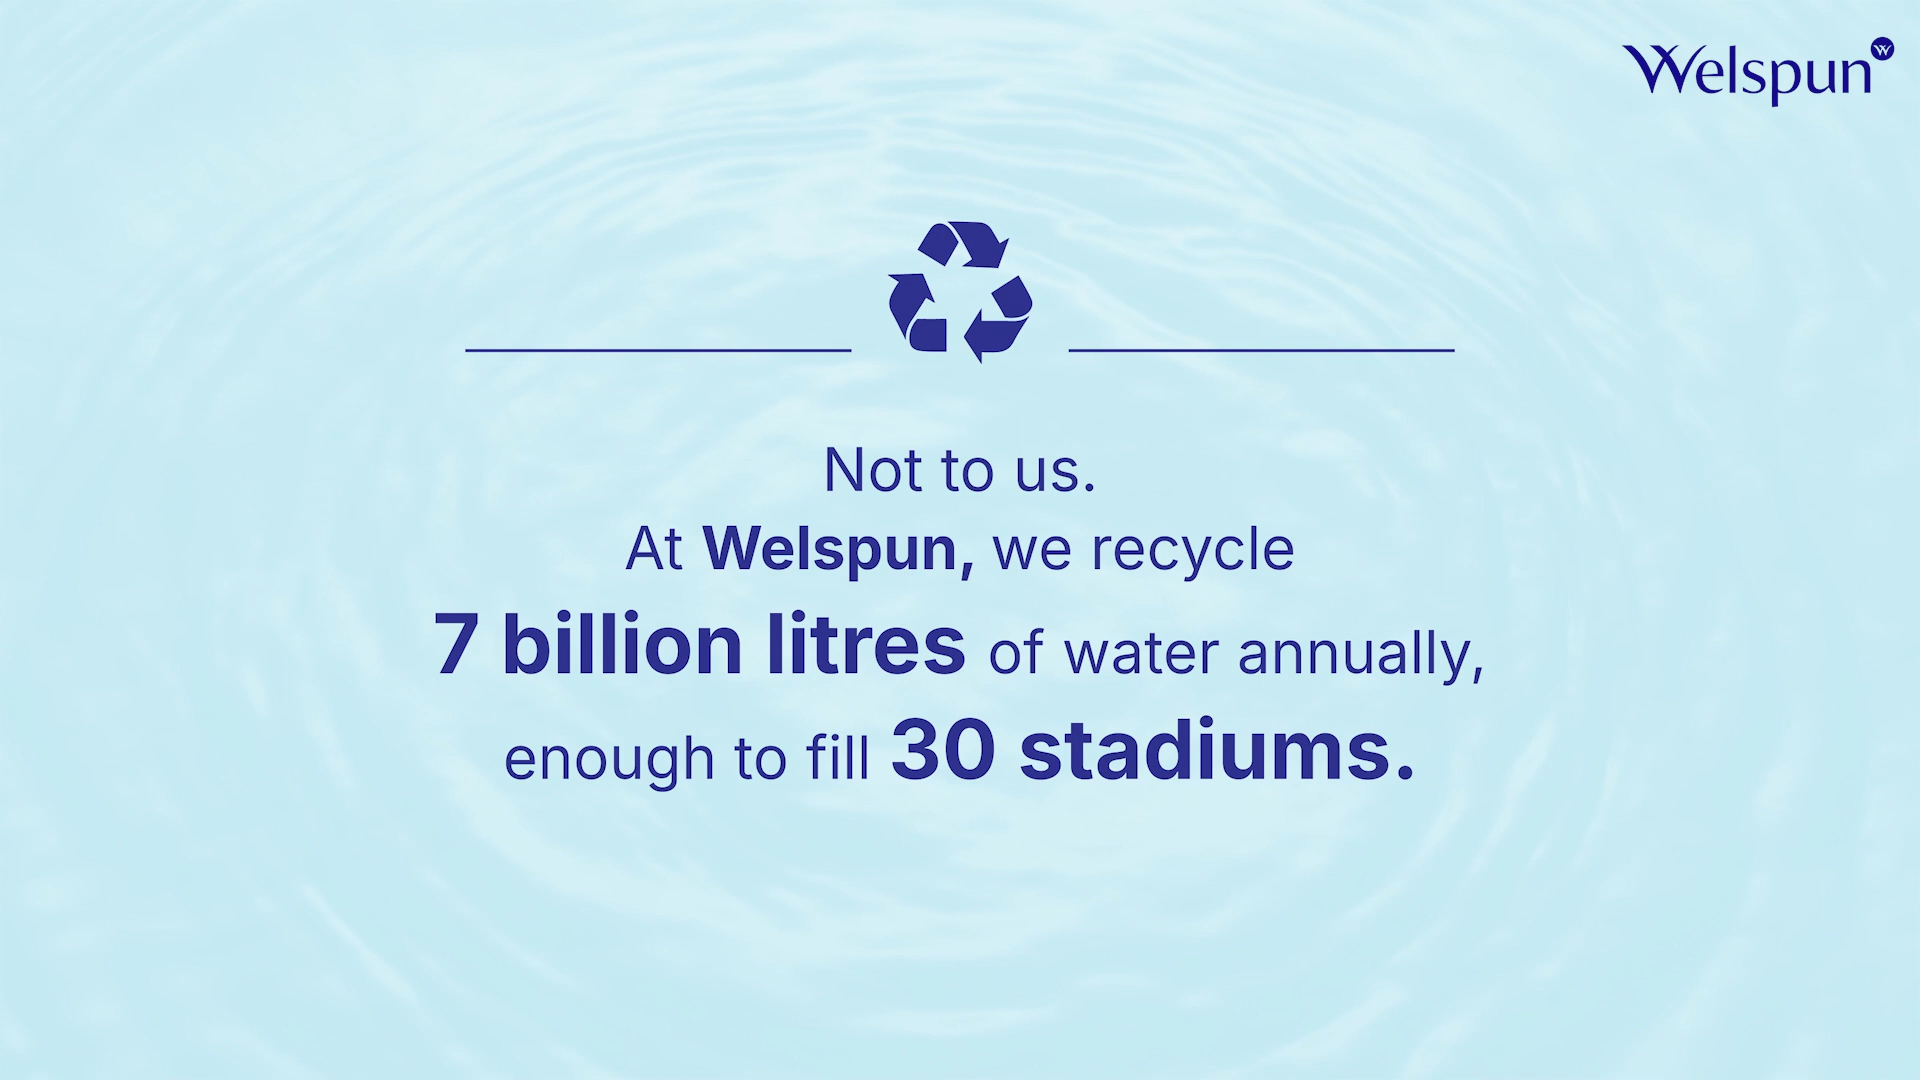 Welspun
Not to us.
At Welspun, we recycle
7 billion litres of water annually,
enough to fill 30 stadiums.